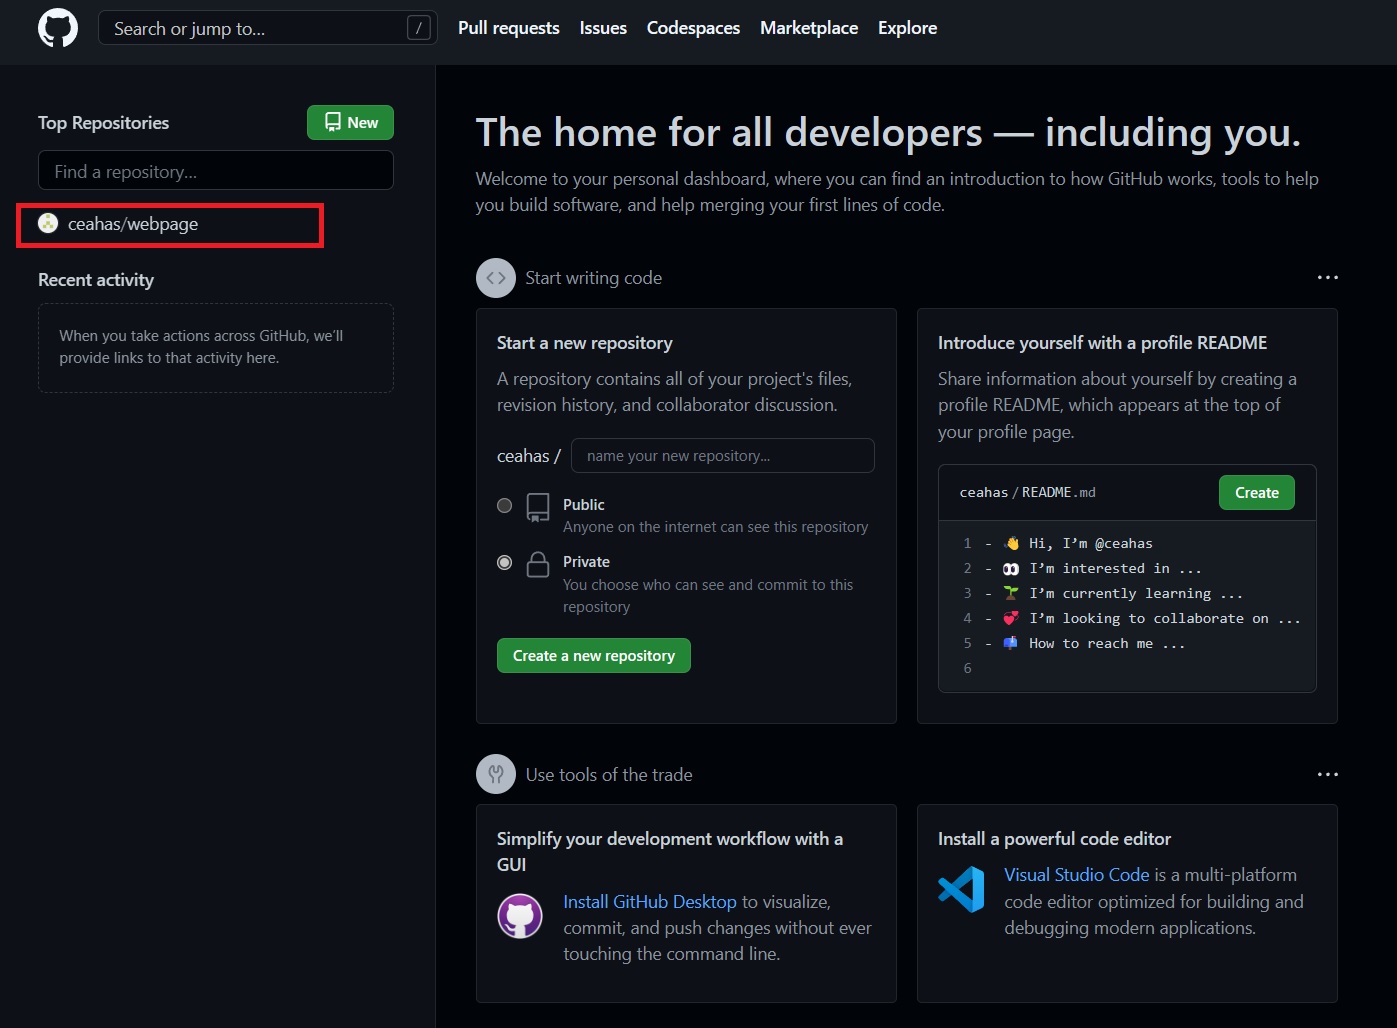 Search or jump to...
/
Pull requests
Issues
Codespaces
Marketplace
Explore
Top Repositories
New
Find a repository...
ceahas/webpage
Recent activity
When you take actions across GitHub, we'll
provide links to that activity here.
The home for all developers — including you.
Welcome to your personal dashboard, where you can find an introduction to how GitHub works, tools to help
you build software, and help merging your first lines of code.
Start writing code
Start a new repository
A repository contains all of your project's files,
revision history, and collaborator discussion.
ceahas /
name your new repository...
Public
Anyone on the internet can see this repository
Private
You choose who can see and commit to this
repository
Create a new repository
Introduce yourself with a profile README
Share information about yourself by creating a
profile README, which appears at the top of
your profile page.
ceahas / README.md
Create
1 - 👋 Hi, I’m @ceahas
2 - 👀 I’m interested in ...
3 - 🌱 I’m currently learning ...
4 - 💞️ I’m looking to collaborate on ...
5 - 📫 How to reach me ...
6
Use tools of the trade
Simplify your development workflow with a
GUI
Install GitHub Desktop to visualize,
commit, and push changes without ever
touching the command line.
Install a powerful code editor
Visual Studio Code is a multi-platform
code editor optimized for building and
debugging modern applications.